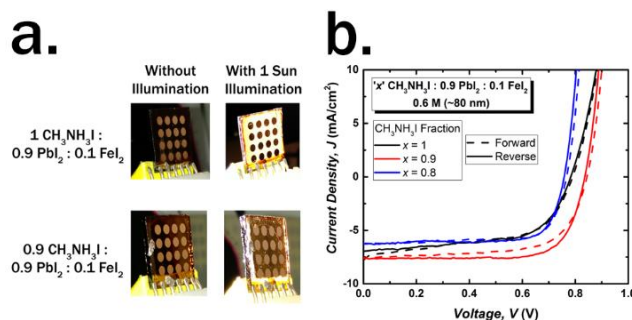 a.
Without
Illumination
With 1 Sun
Illumination
1 CH₃NH₃I :
0.9 PbI₂ : 0.1 FeI₂
0.9 CH₃NH₃I :
0.9 PbI₂ : 0.1 FeI₂
b.
'x' CH₃NH₃I : 0.9 PbI₂ : 0.1 FeI₂
0.6 M (~80 nm)
CH₃NH₃I Fraction
x = 1
x = 0.9
x = 0.8
Forward
Reverse
Current Density, J (mA/cm²)
10
5
0
-5
-10
0.0
0.2
0.4
0.6
0.8
1.0
Voltage, V (V)